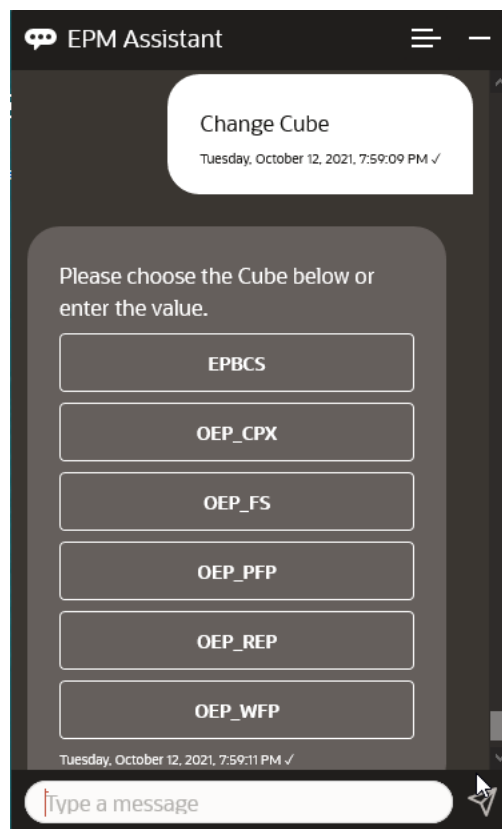 EPM Assistant
Change Cube
Tuesday, October 12, 2021, 7:59:09 PM ✓
Please choose the Cube below or
enter the value.
EPBCS
OEP_CPX
OEP_FS
OEP_PFP
OEP_REP
OEP_WFP
Tuesday, October 12, 2021, 7:59:11 PM ✓
Type a message